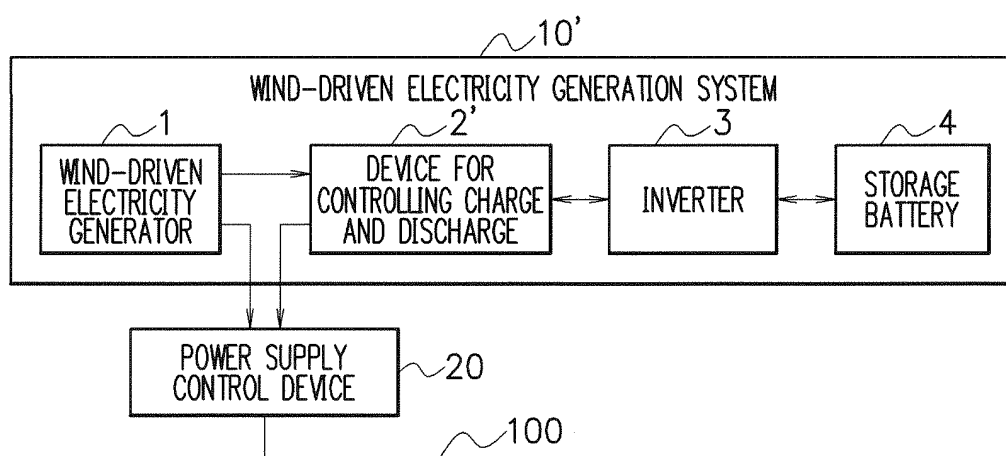 10'
WIND-DRIVEN ELECTRICITY GENERATION SYSTEM
1
2'
3
4
WIND-DRIVEN
ELECTRICITY
GENERATOR
DEVICE FOR
CONTROLLING CHARGE
AND DISCHARGE
INVERTER
STORAGE
BATTERY
POWER SUPPLY
CONTROL DEVICE
20
100